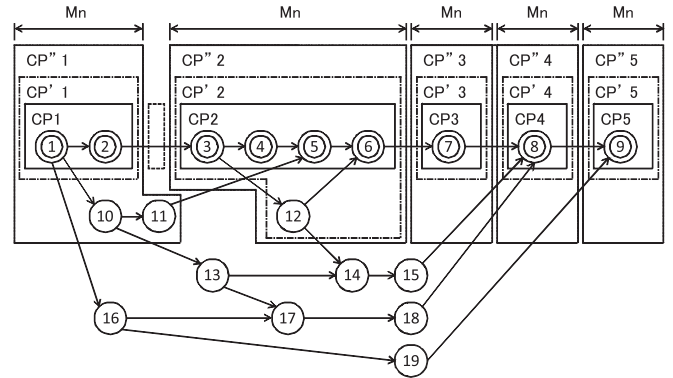 Mn Mn Mn Mn Mn
CP”1 CP”2 CP”3 CP”4 CP”5
CP’1 CP’2 CP’3 CP’4 CP’5
CP1 CP2 CP3 CP4 CP5
1 2 3 4 5 6 7 8 9
10 11 12
13 14 15
16 17 18
19